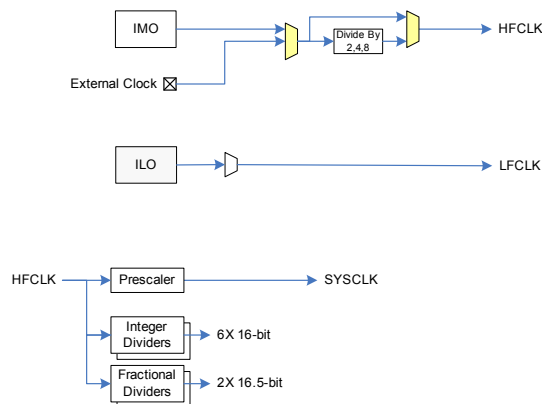 IMO
External Clock
Divide By
2,4,8
HFCLK
ILO
LFCLK
HFCLK
Prescaler
SYSCLK
Integer
Dividers
6X 16-bit
Fractional
Dividers
2X 16.5-bit